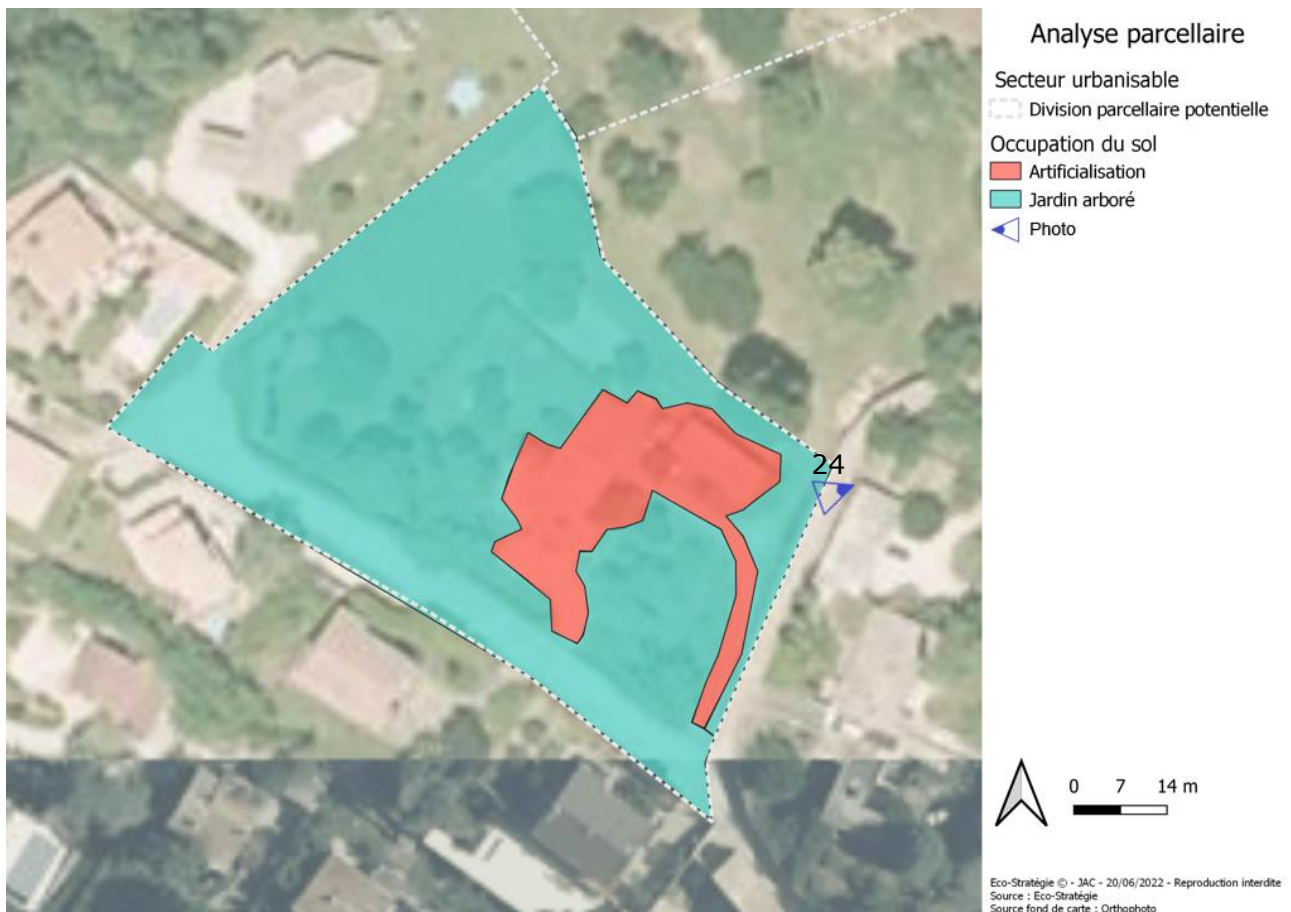 Analyse parcellaire
Secteur urbanisable
Division parcellaire potentielle
Occupation du sol
Artificialisation
Jardin arboré
Photo
24
0 7 14 m
Eco-Stratégie © - JAC - 20/06/2022 - Reproduction interdite
Source : Eco-Stratégie
Source fond de carte : Orthophoto